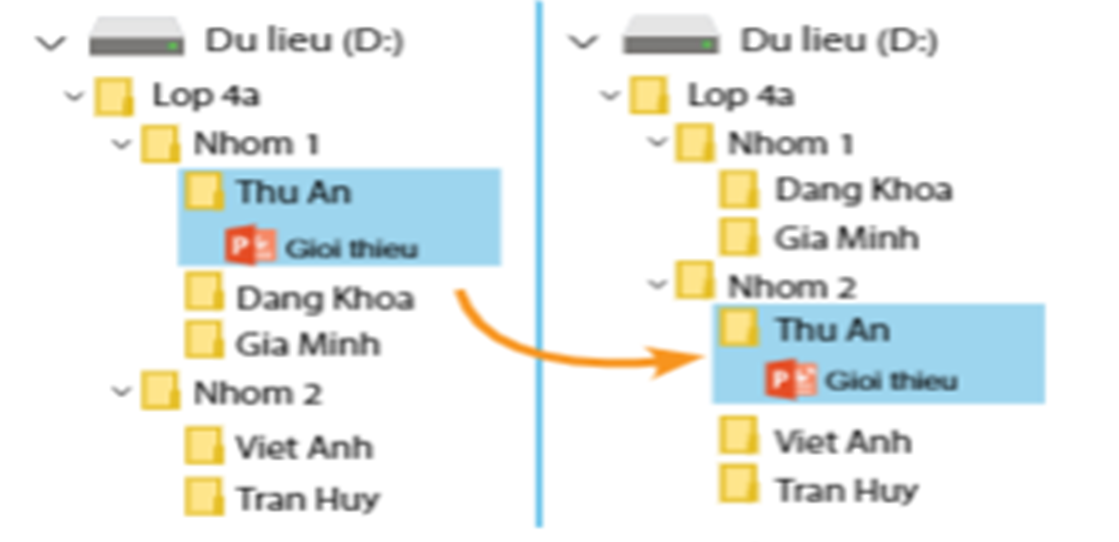 Du lieu (D:)
Lop 4a
Nhom 1
Thu An
Gioi thieu
Dang Khoa
Gia Minh
Nhom 2
Viet Anh
Tran Huy
Du lieu (D:)
Lop 4a
Nhom 1
Dang Khoa
Gia Minh
Nhom 2
Thu An
Gioi thieu
Viet Anh
Tran Huy